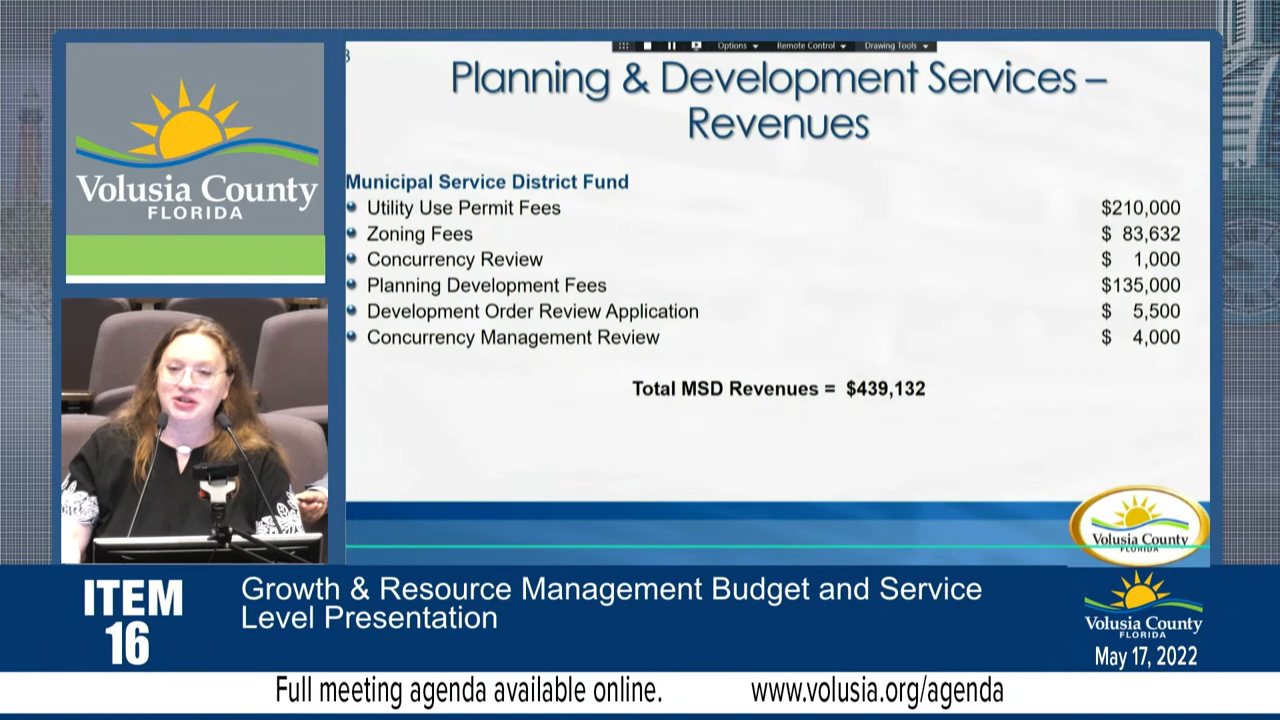 Options
Remote Control
Drawing Tools
Planning & Development Services –
Revenues
Volusia County
FLORIDA
Municipal Service District Fund
Utility Use Permit Fees $210,000
Zoning Fees $ 83,632
Concurrency Review $ 1,000
Planning Development Fees $135,000
Development Order Review Application $ 5,500
Concurrency Management Review $ 4,000
Total MSD Revenues = $439,132
Volusia County
FLORIDA
ITEM
16
Growth & Resource Management Budget and Service
Level Presentation
Volusia County
FLORIDA
May 17, 2022
Full meeting agenda available online. www.volusia.org/agenda